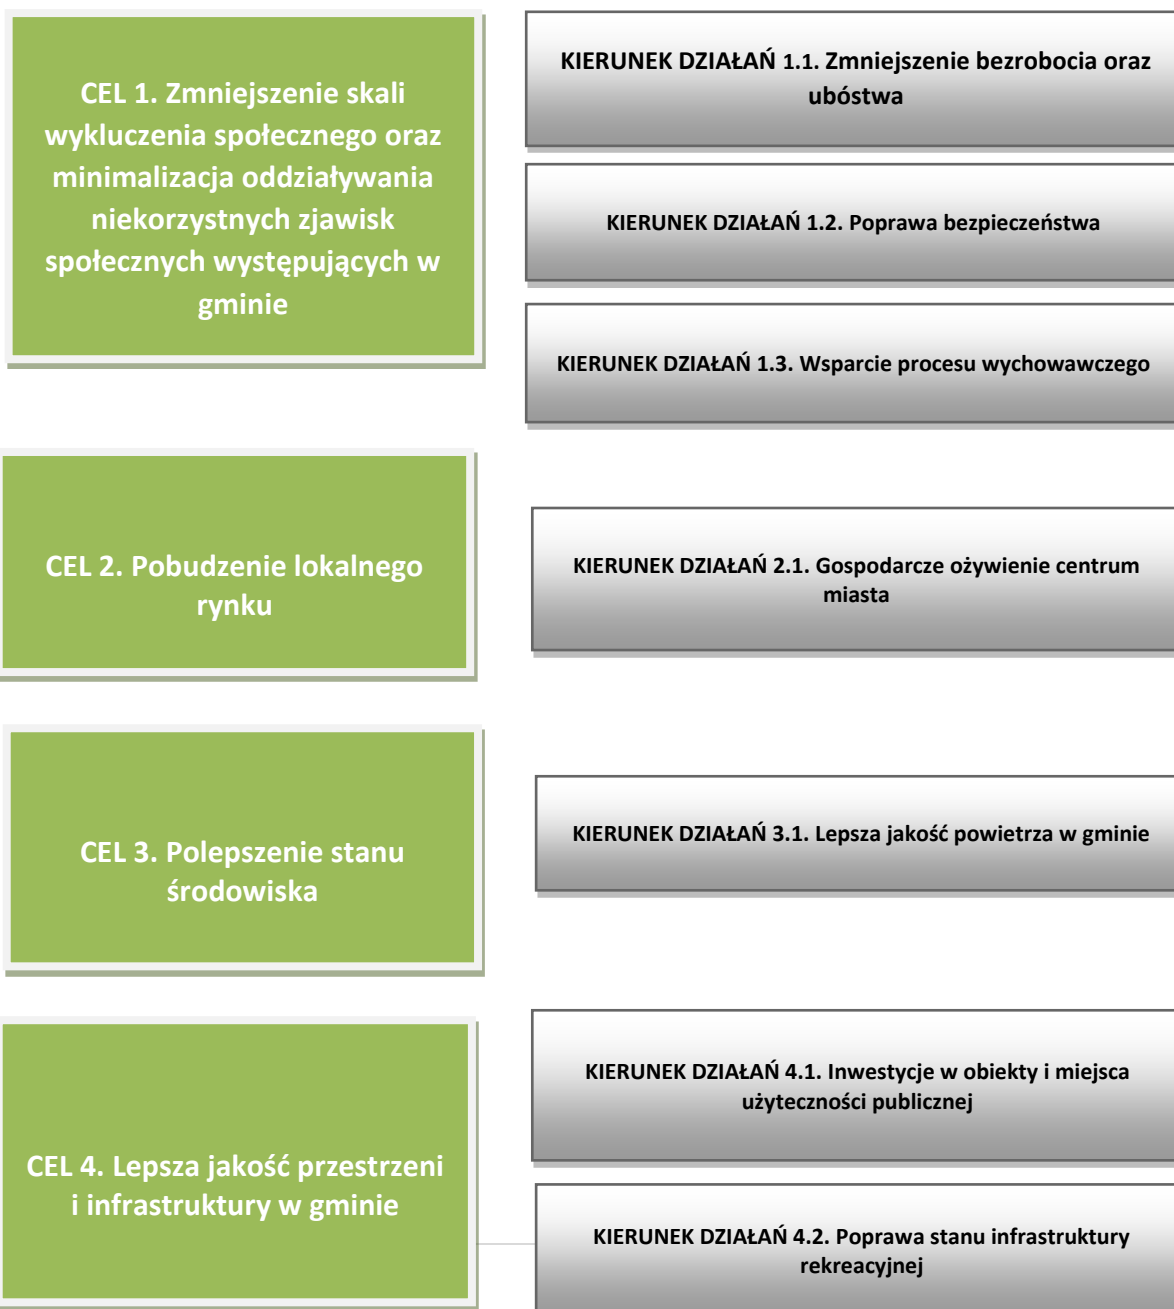 CEL 1. Zmniejszenie skali
wykluczenia społecznego oraz
minimalizacja oddziaływania
niekorzystnych zjawisk
społecznych występujących w
gminie
KIERUNEK DZIAŁAŃ 1.1. Zmniejszenie bezrobocia oraz
ubóstwa
KIERUNEK DZIAŁAŃ 1.2. Poprawa bezpieczeństwa
KIERUNEK DZIAŁAŃ 1.3. Wsparcie procesu wychowawczego
CEL 2. Pobudzenie lokalnego
rynku
KIERUNEK DZIAŁAŃ 2.1. Gospodarcze ożywienie centrum
miasta
CEL 3. Polepszenie stanu
środowiska
KIERUNEK DZIAŁAŃ 3.1. Lepsza jakość powietrza w gminie
CEL 4. Lepsza jakość przestrzeni
i infrastruktury w gminie
KIERUNEK DZIAŁAŃ 4.1. Inwestycje w obiekty i miejsca
użyteczności publicznej
KIERUNEK DZIAŁAŃ 4.2. Poprawa stanu infrastruktury
rekreacyjnej